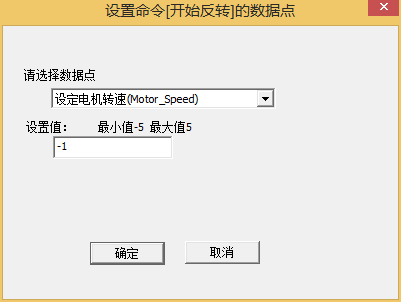 设置命令[开始反转]的数据点
请选择数据点
设定电机转速(Motor_Speed)
设置值： 最小值-5 最大值5
-1
确定 取消